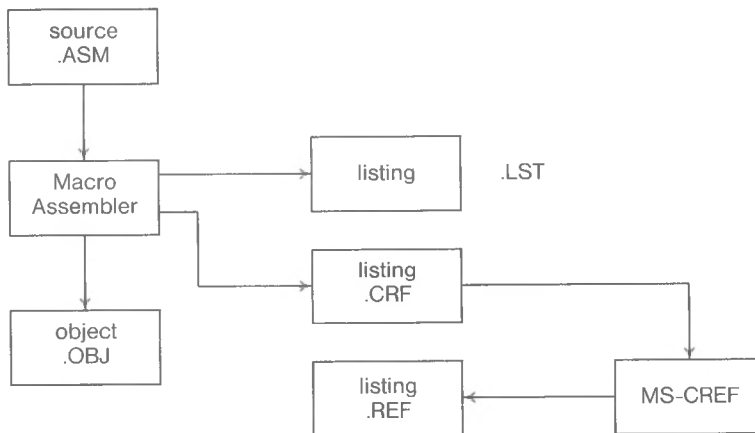 source
.ASM
Macro
Assembler
listing
.LST
listing
.CRF
object
.OBJ
listing
.REF
MS-CREF